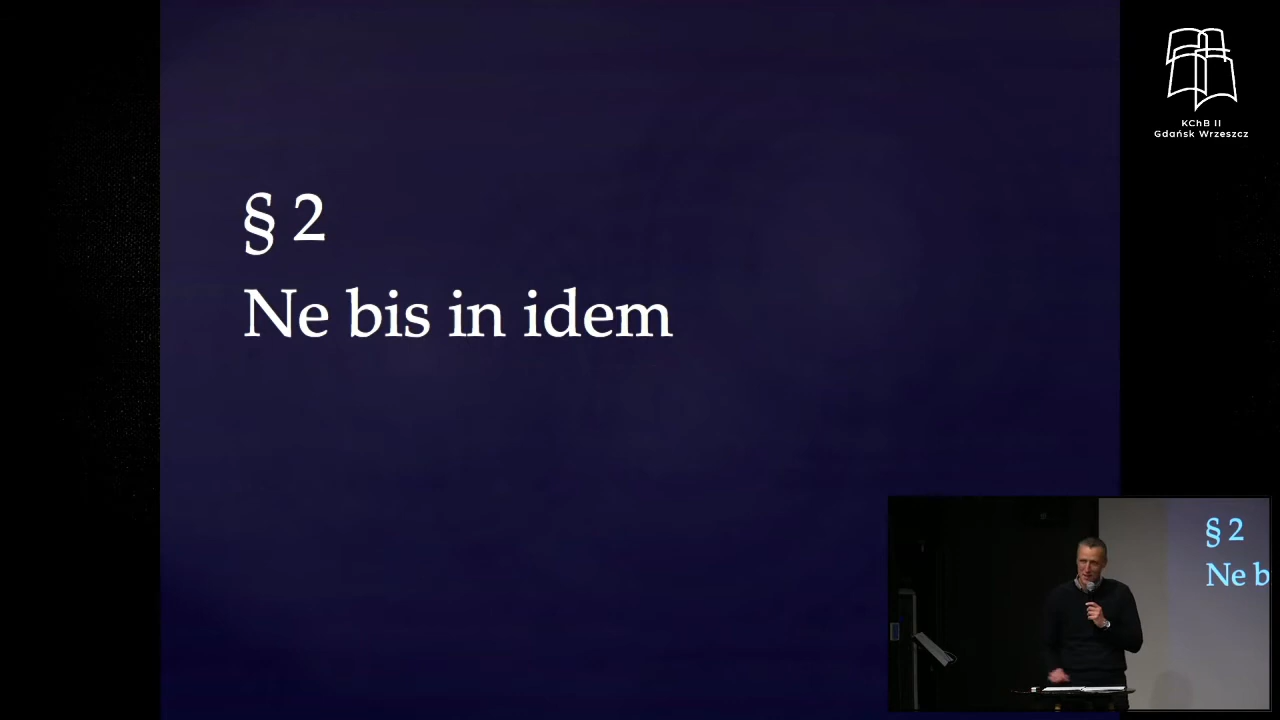 § 2
Ne bis in idem
KChB II
Gdańsk Wrzeszcz
§ 2
Ne b